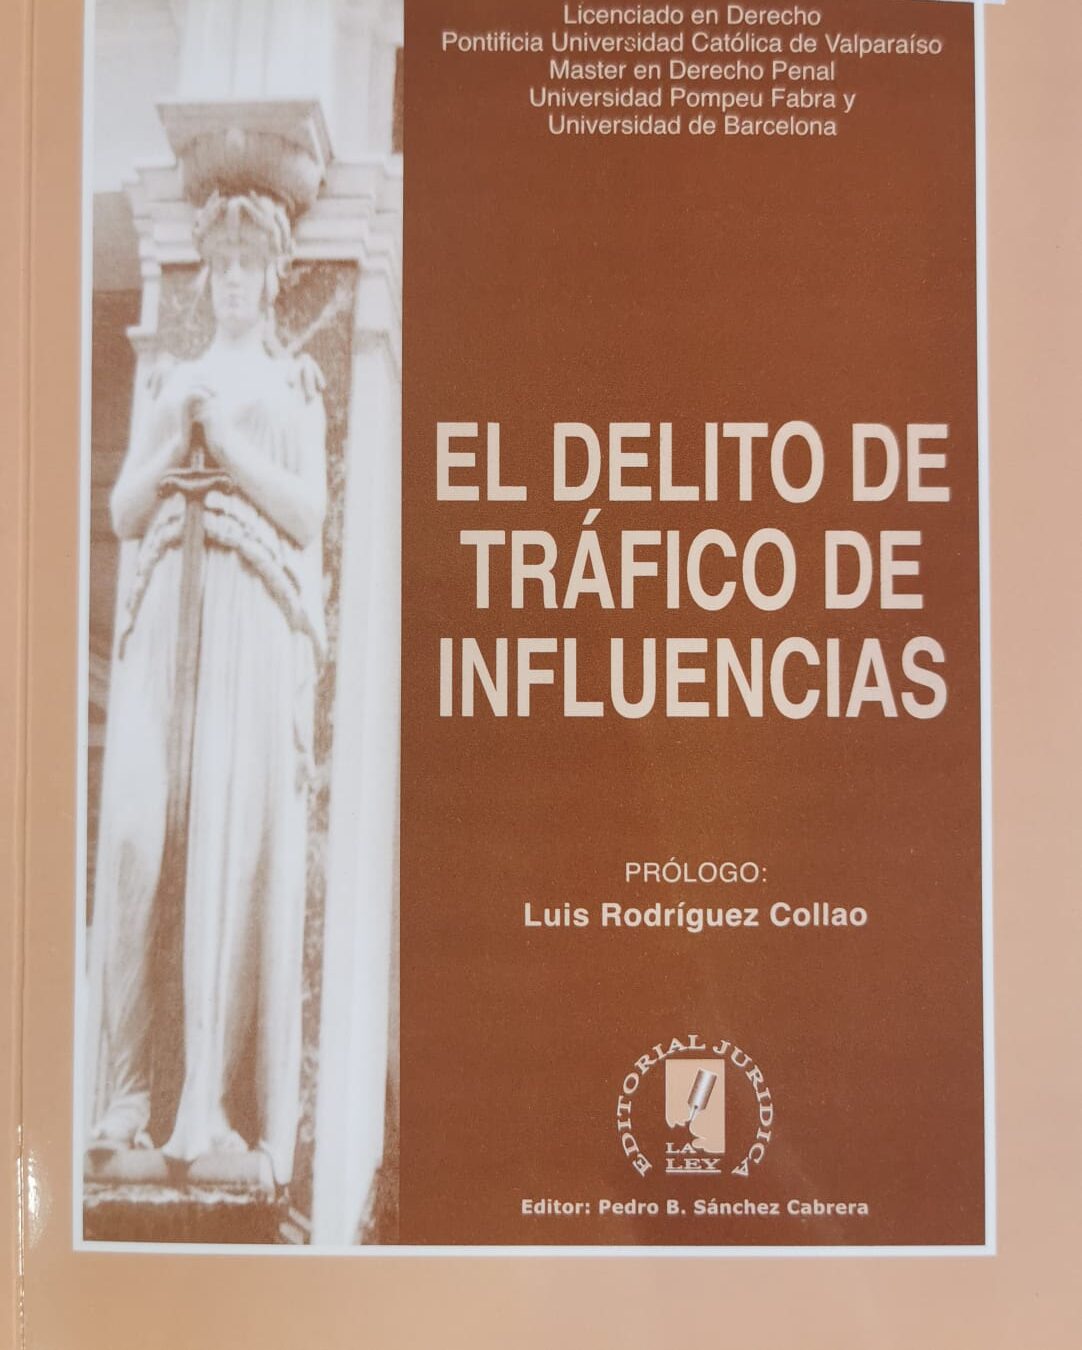 Licenciado en Derecho
Pontificia Universidad Católica de Valparaíso
Master en Derecho Penal
Universidad Pompeu Fabra y
Universidad de Barcelona
EL DELITO DE
TRÁFICO DE
INFLUENCIAS
PRÓLOGO:
Luis Rodríguez Collao
EDITORIAL JURIDICA
LA
LEY
Editor: Pedro B. Sánchez Cabrera